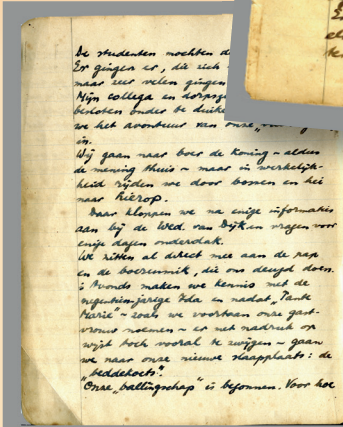 De studenten mochten d
Er gingen er, die zich
maar zeer velen gingen
Mijn collega en dorpsge
besloten onder te duike
we het avontuur van onze
in.
Wij gaan naar boer de Koning ~ aldus
de mening thuis ~ maar in werkelijk-
heid rijden we door bossen en hei
naar Hierop.
Daar kloppen we na enige informaties
aan bij de Wed. van Dijk en vragen voor
enige dagen onderdak.
We zitten al direct mee aan de pap
en de boerenmik, die ons deugd doen.
's Avonds maken we kennis met de
negentien-jarige Ida en nadat "Tante
Marie" ~ zoals we voortaan onze gast-
vrouw noemen ~ er met nadruk op
wijst toch vooral te zwijgen ~ gaan
we naar onze nieuwe slaapplaats: de
"beddekoets".
Onze "ballingschap" is begonnen. Voor hoe